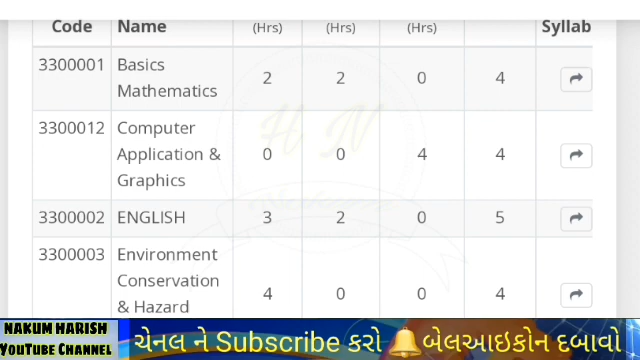 Code Name (Hrs) (Hrs) (Hrs) Syllab
3300001 Basics Mathematics 2 2 0 4
3300012 Computer Application & Graphics 0 0 4 4
3300002 ENGLISH 3 2 0 5
3300003 Environment Conservation & Hazard 4 0 0 4
NAKUM HARISH
YouTube Channel
ચેનલ ને Subscribe કરો 🔔 બેલઆઇકોન દબાવો
H N